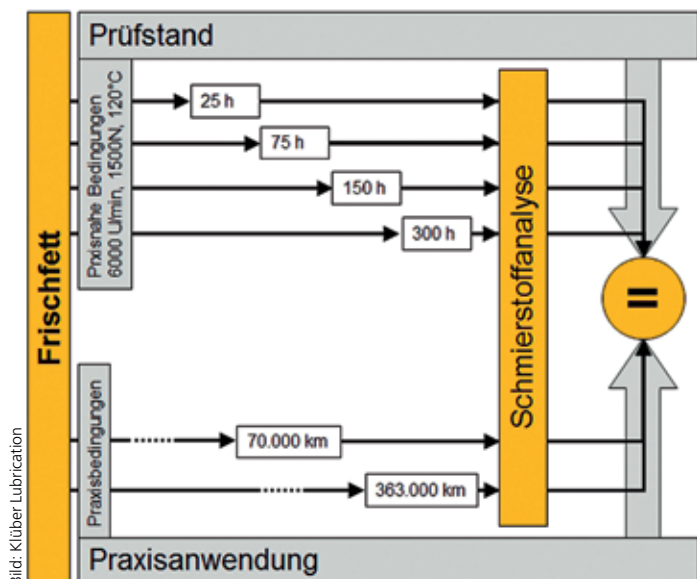 Prüfstand
Frischfett
Prxisnahe Bedingungen
6000 U/min, 1500N, 120°C
25 h
75 h
150 h
300 h
Schmierstoffanalyse
=
Praxisbedingungen
70.000 km
363.000 km
Praxisanwendung
Bild: Klüber Lubrication